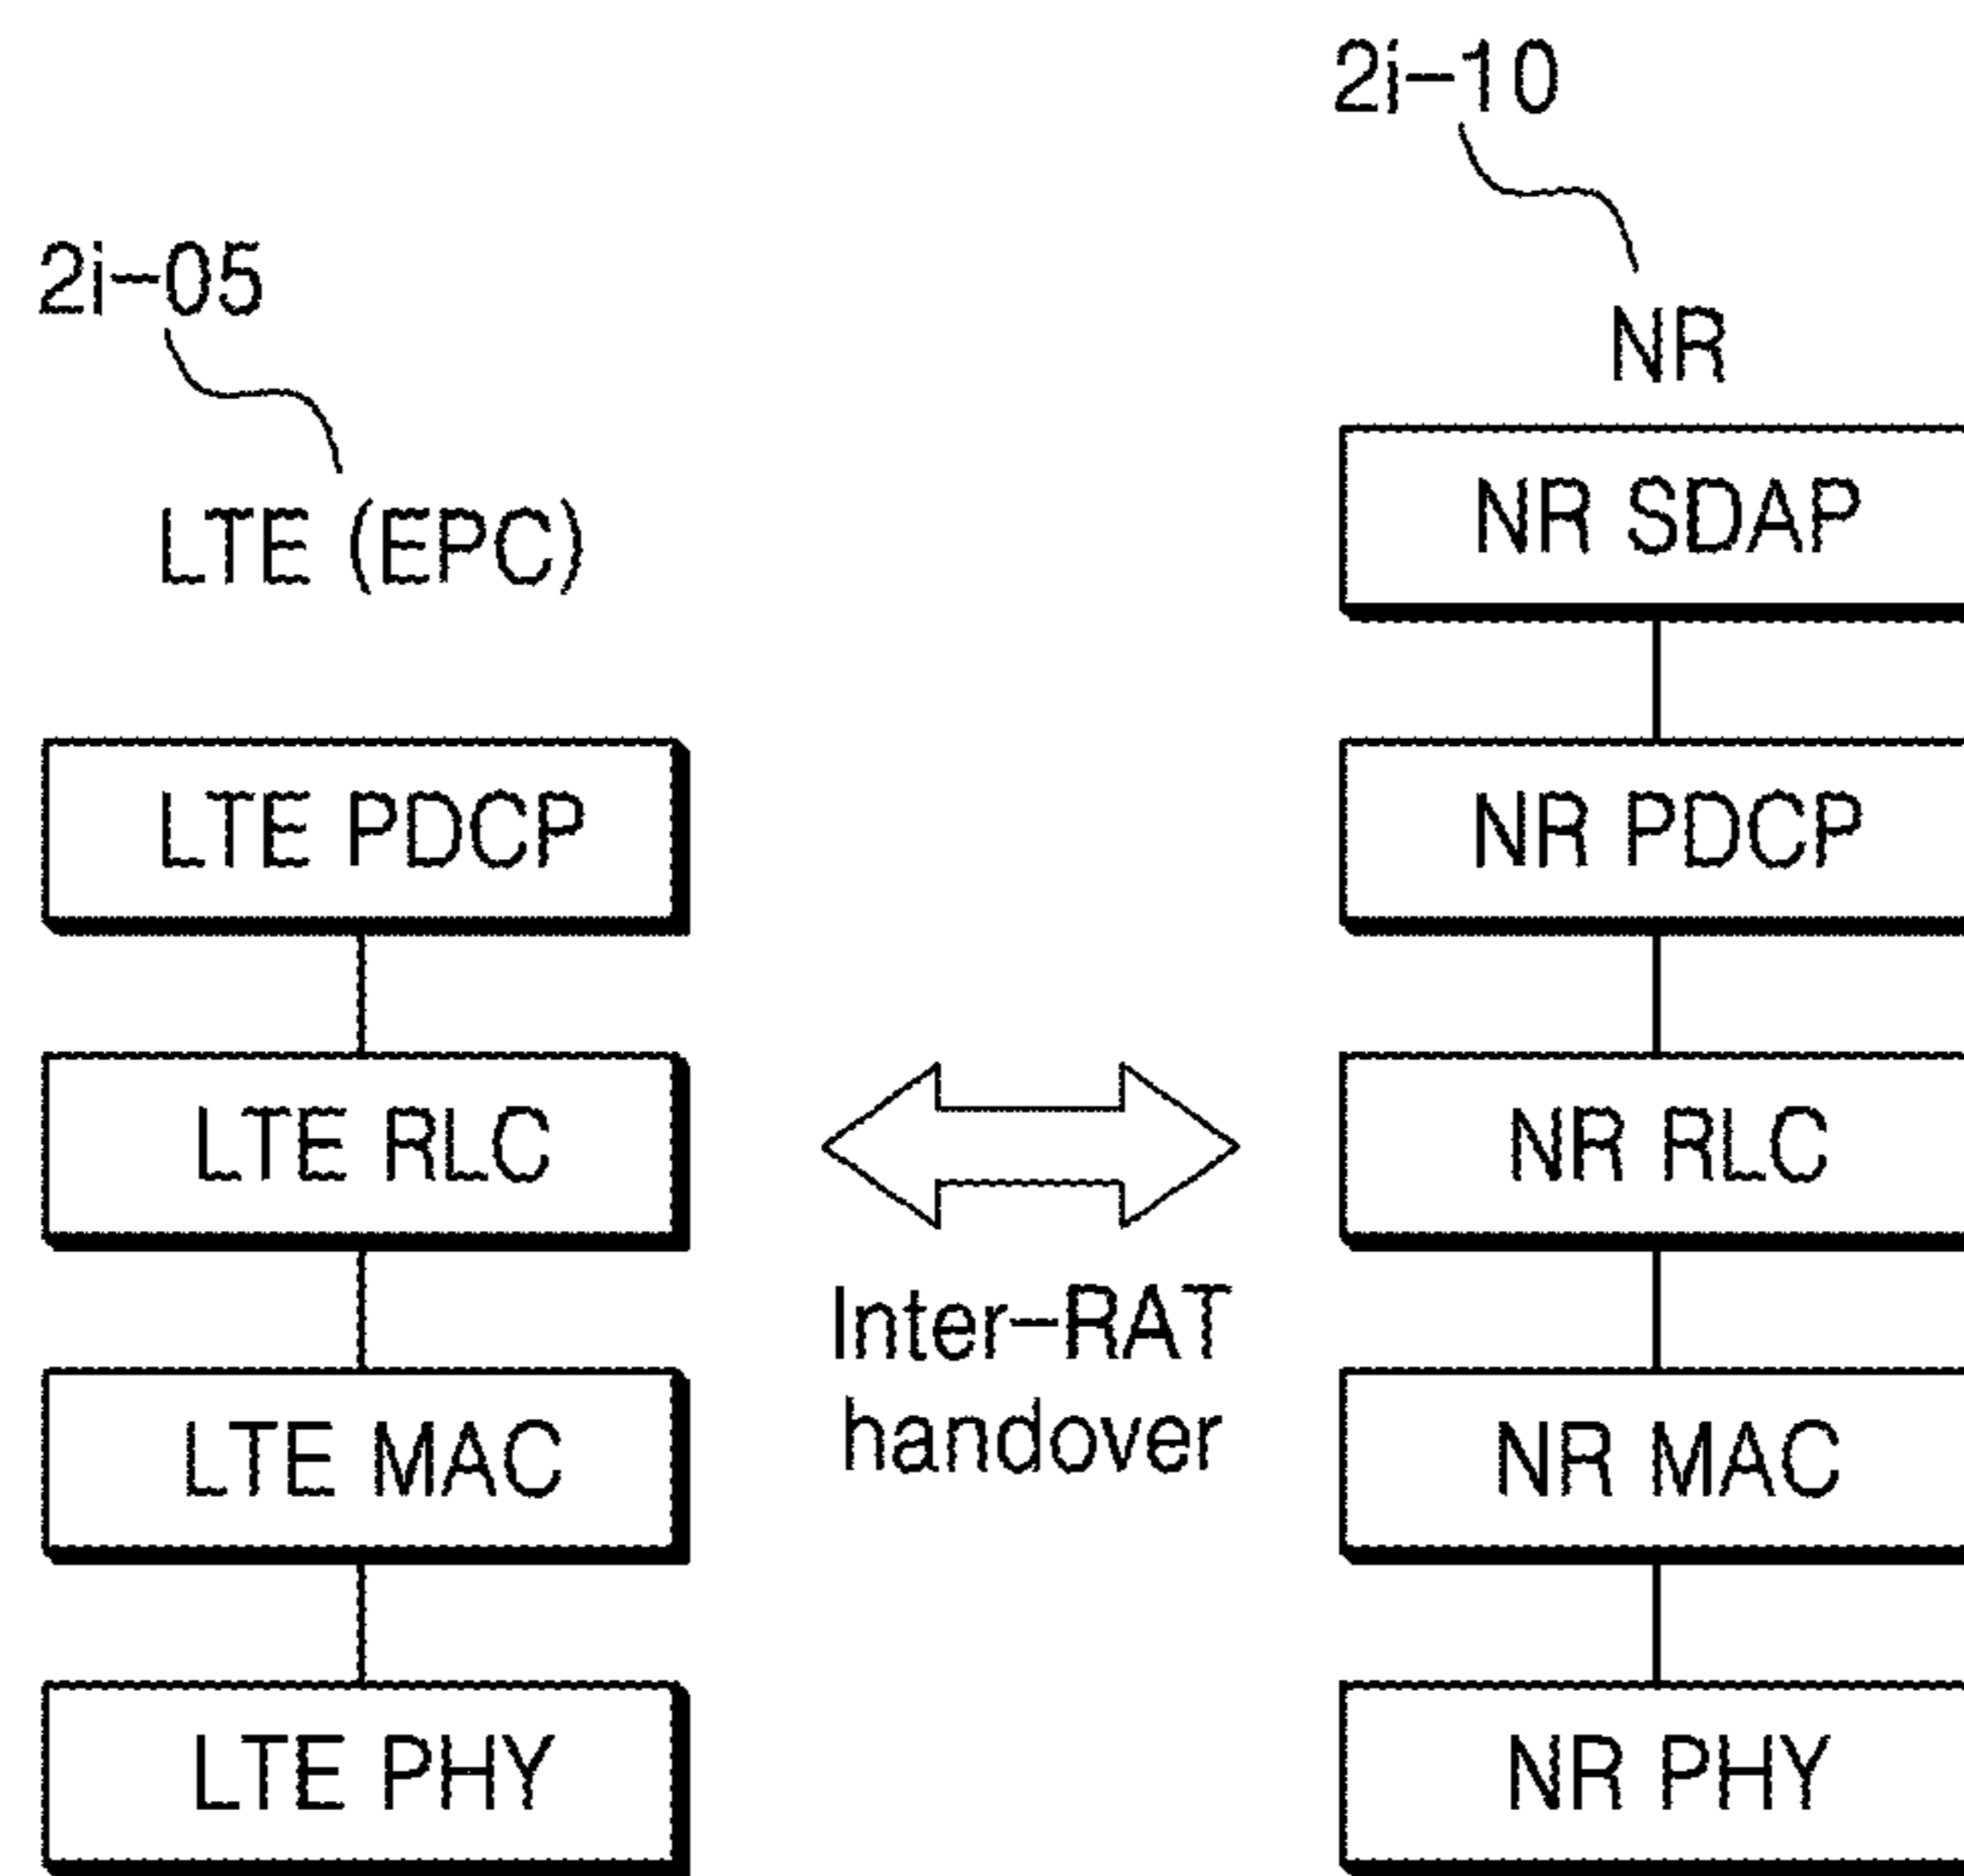 2i-10
2i-05
NR
LTE (EPC)
NR SDAP
LTE PDCP
NR PDCP
LTE RLC
NR RLC
Inter-RAT
handover
LTE MAC
NR MAC
LTE PHY
NR PHY